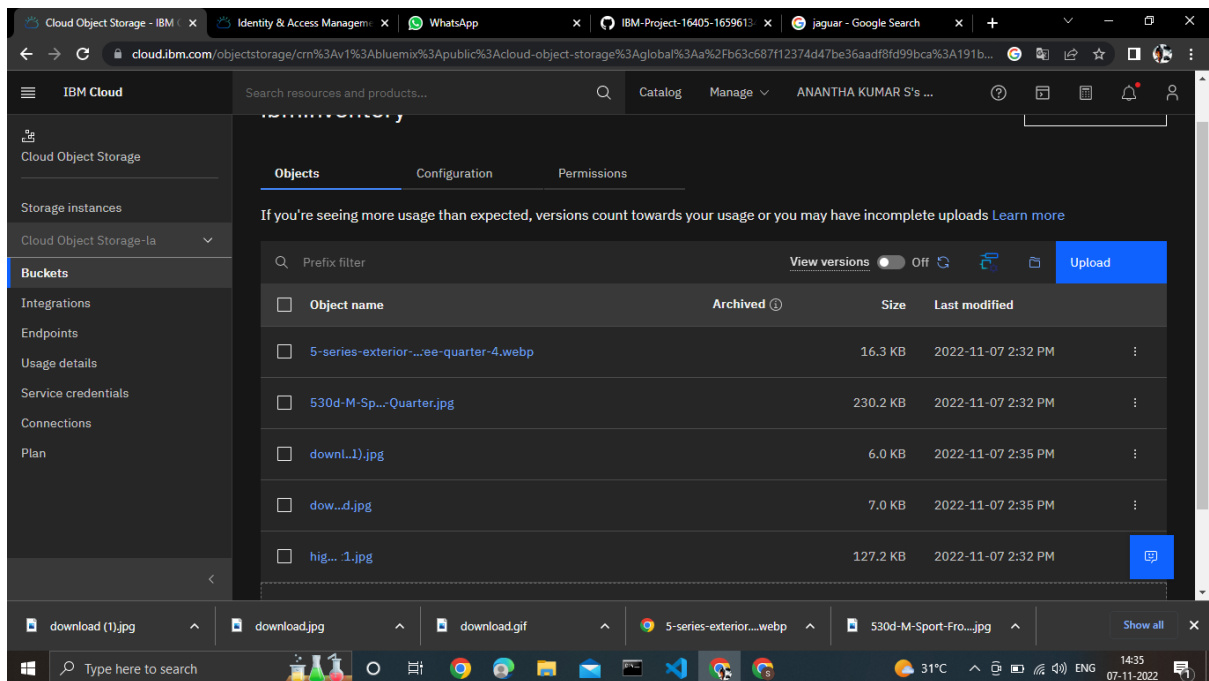 Cloud Object Storage - IBM C
Identity & Access Manageme
WhatsApp
IBM-Project-16405-1659613
jaguar - Google Search
cloud.ibm.com/objectstorage/crn%3Av1%3Abluemix%3Apublic%3Acloud-object-storage%3Aglobal%3Aa%2Fb63c687f12374d47be36aadf8fd99bca%3A191b...
IBM Cloud
Search resources and products...
Catalog
Manage
ANANTHA KUMAR S's ...
Cloud Object Storage
Storage instances
Cloud Object Storage-la
Buckets
Integrations
Endpoints
Usage details
Service credentials
Connections
Plan
Objects
Configuration
Permissions
If you're seeing more usage than expected, versions count towards your usage or you may have incomplete uploads Learn more
Prefix filter
View versions Off
Upload
Object name Archived Size Last modified
5-series-exterior-...ee-quarter-4.webp 16.3 KB 2022-11-07 2:32 PM
530d-M-Sp...-Quarter.jpg 230.2 KB 2022-11-07 2:32 PM
downl..1).jpg 6.0 KB 2022-11-07 2:35 PM
dow...d.jpg 7.0 KB 2022-11-07 2:35 PM
hig... :1.jpg 127.2 KB 2022-11-07 2:32 PM
download (1).jpg
download.jpg
download.gif
5-series-exterior....webp
530d-M-Sport-Fro....jpg
Show all
Type here to search
31°C
ENG
14:35
07-11-2022